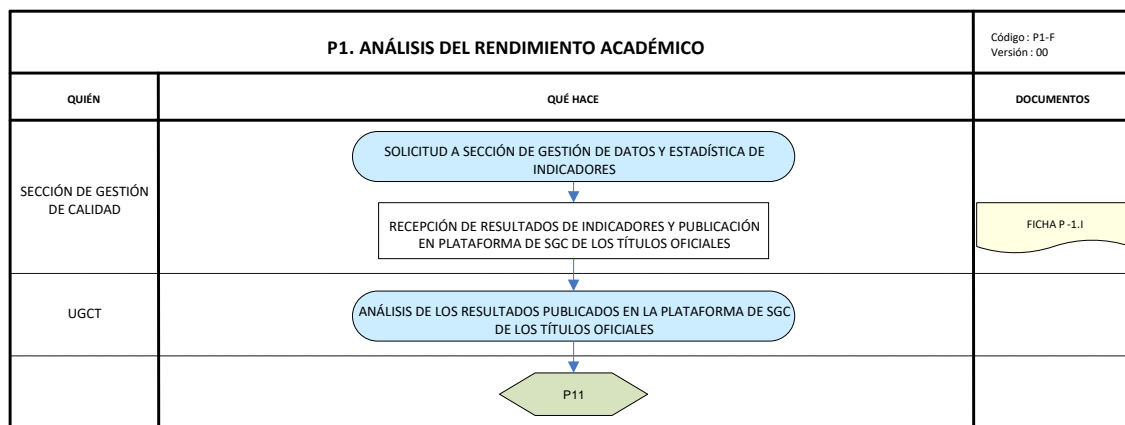 P1. ANÁLISIS DEL RENDIMIENTO ACADÉMICO
Código : P1-F
Versión : 00
QUIÉN
QUÉ HACE
DOCUMENTOS
SECCIÓN DE GESTIÓN
DE CALIDAD
SOLICITUD A SECCIÓN DE GESTIÓN DE DATOS Y ESTADÍSTICA DE
INDICADORES
RECEPCIÓN DE RESULTADOS DE INDICADORES Y PUBLICACIÓN
EN PLATAFORMA DE SGC DE LOS TÍTULOS OFICIALES
FICHA P -1.I
UGCT
ANÁLISIS DE LOS RESULTADOS PUBLICADOS EN LA PLATAFORMA DE SGC
DE LOS TÍTULOS OFICIALES
P11